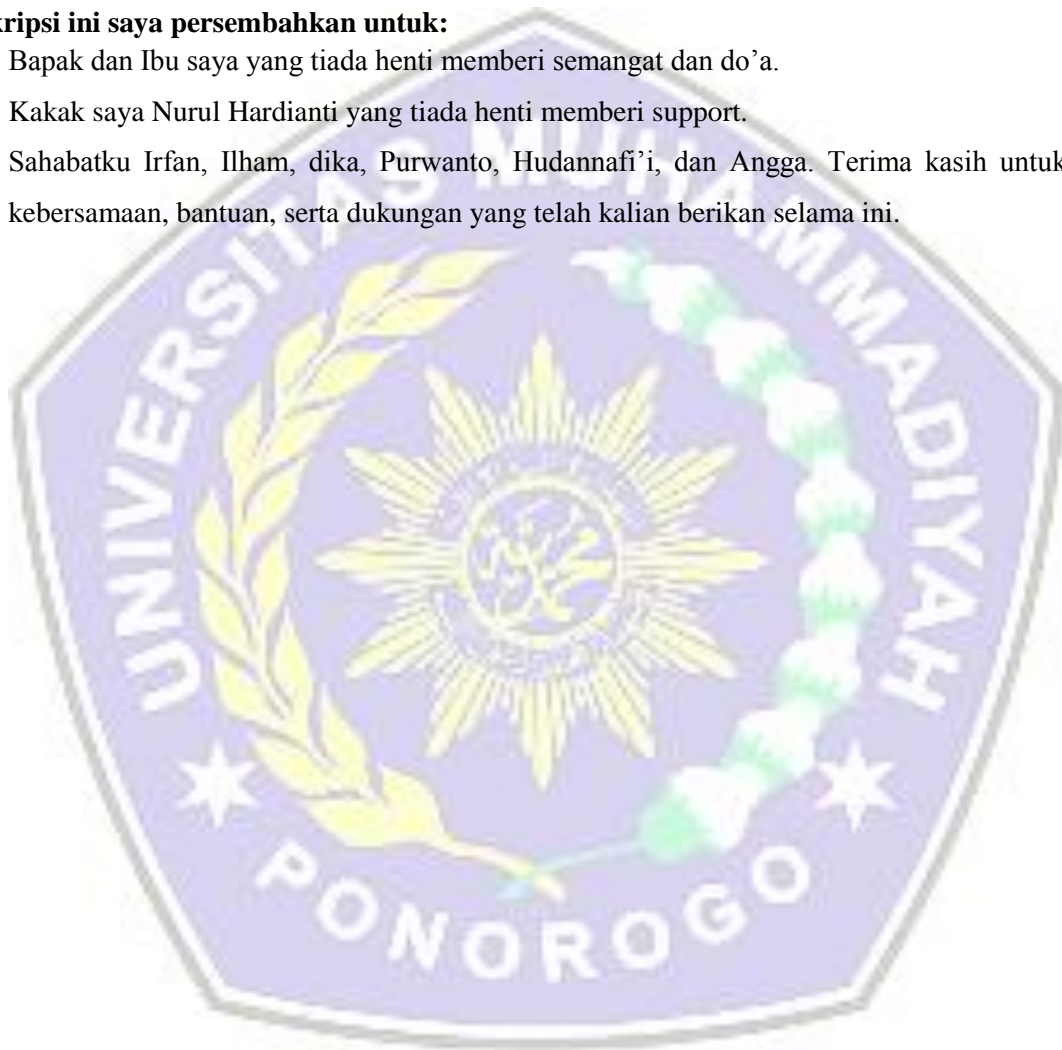 kripsi ini saya persembahkan untuk:
Bapak dan Ibu saya yang tiada henti memberi semangat dan do’a.
Kakak saya Nurul Hardianti yang tiada henti memberi support.
Sahabatku Irfan, Ilham, dika, Purwanto, Hudannafi’i, dan Angga. Terima kasih untuk
kebersamaan, bantuan, serta dukungan yang telah kalian berikan selama ini.
UNIVERSITAS MUHAMMADIYAH
PONOROGO